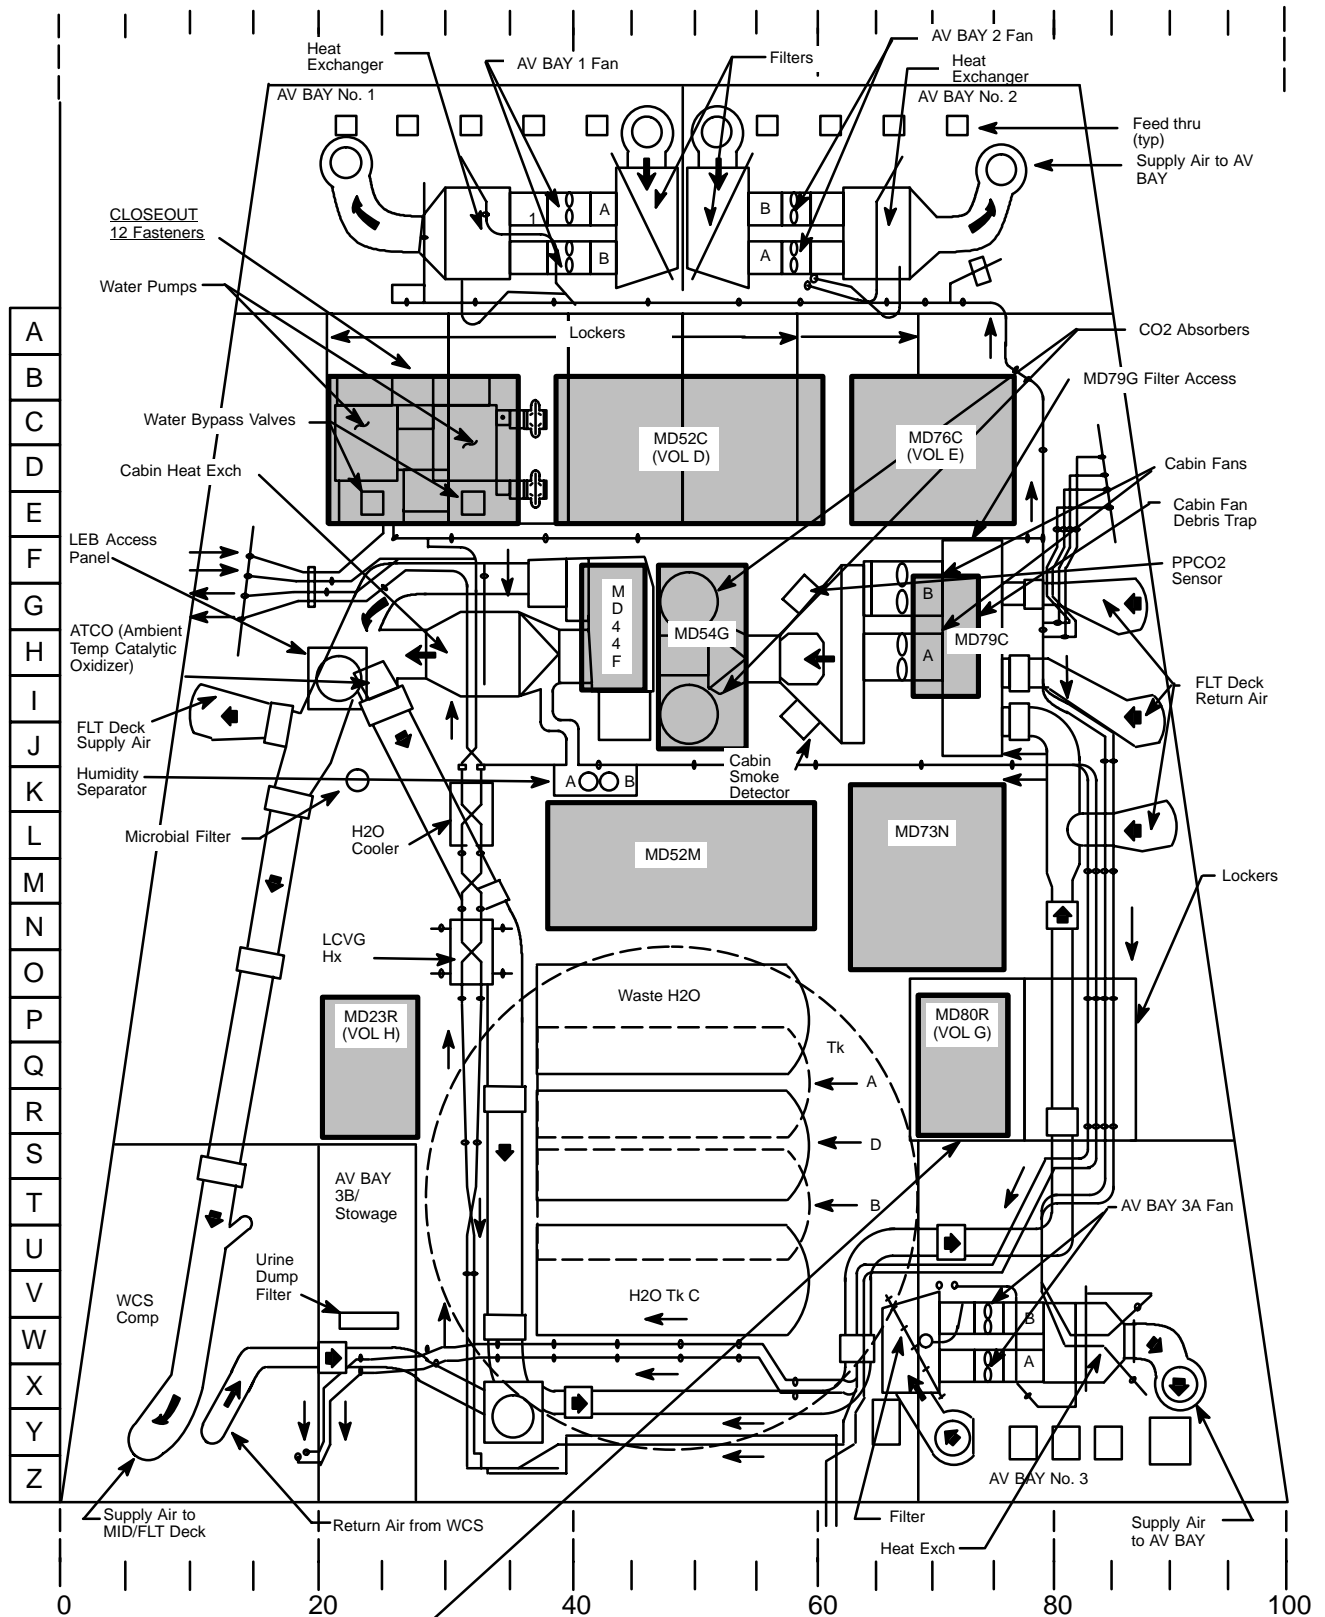 Heat
Exchanger
AV BAY 1 Fan
Filters
AV BAY 2 Fan
Heat
Exchanger
AV BAY No. 1
AV BAY No. 2
Feed thru
(typ)
Supply Air to AV
BAY
CLOSEOUT
12 Fasteners
1
A
B
B
A
Water Pumps
A
Lockers
CO2 Absorbers
B
MD79G Filter Access
C
Water Bypass Valves
MD52C
(VOL D)
MD76C
(VOL E)
D
Cabin Heat Exch
Cabin Fans
E
Cabin Fan
Debris Trap
LEB Access
Panel
F
PPCO2
Sensor
G
M
D
4
4
F
B
ATCO (Ambient
Temp Catalytic
Oxidizer)
MD54G
MD79C
H
A
I
FLT Deck
Return Air
FLT Deck
Supply Air
J
Cabin
Smoke
Detector
Humidity
Separator
K
A
B
Microbial Filter
L
H2O
Cooler
MD52M
MD73N
M
Lockers
N
LCVG
Hx
O
Waste H2O
P
MD23R
(VOL H)
MD80R
(VOL G)
Tk
Q
A
R
S
D
AV BAY
3B/
Stowage
T
B
AV BAY 3A Fan
U
Urine
Dump
Filter
V
WCS
Comp
H2O Tk C
W
B
A
X
Y
Z
AV BAY No. 3
Supply Air to
MID/FLT Deck
Return Air from WCS
Filter
Heat Exch
Supply Air
to AV BAY
0
20
40
60
80
100